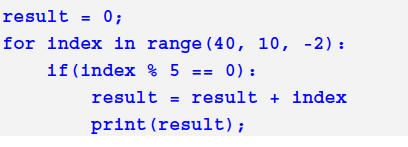 result = 0;
for index in range(40, 10, -2):
    if(index % 5 == 0):
        result = result + index
        print(result);